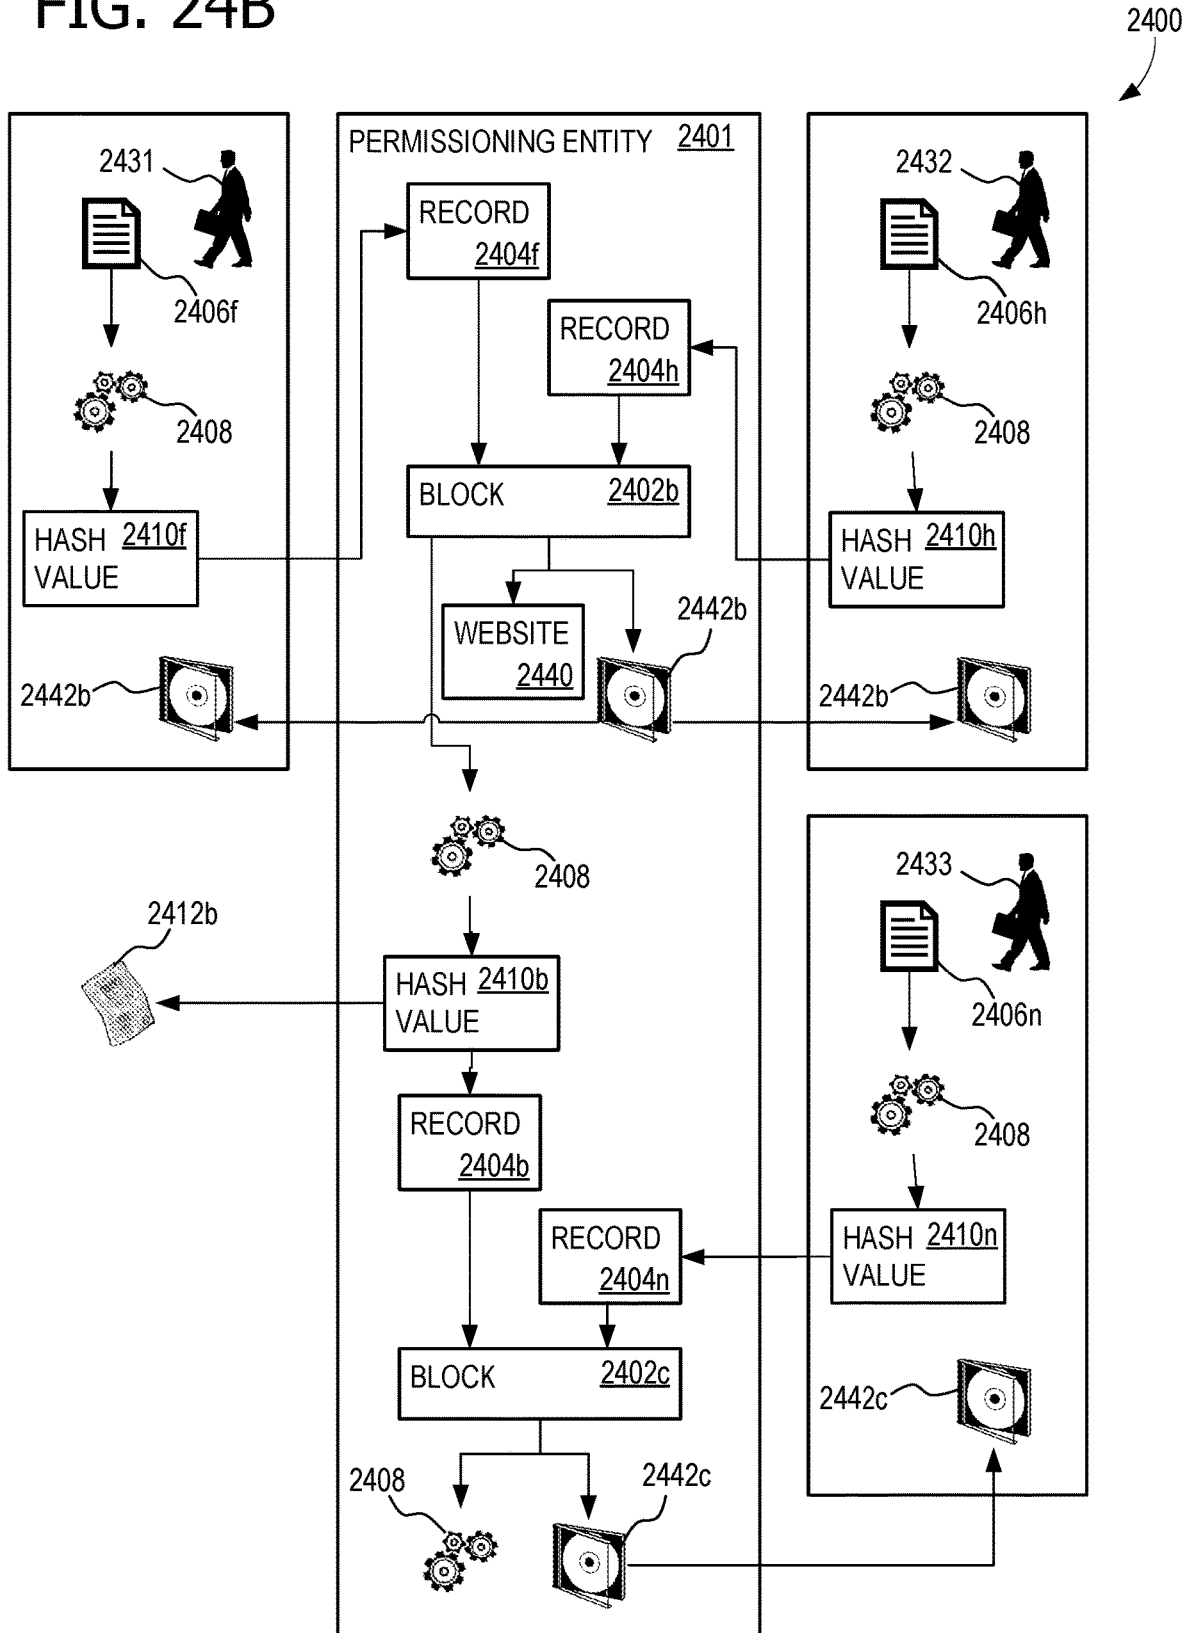 FIG. 24B
2400
2431
2406f
2408
HASH 2410f
VALUE
2442b
PERMISSIONING ENTITY 2401
RECORD
2404f
RECORD
2404h
BLOCK 2402b
WEBSITE
2440
2442b
2408
HASH 2410b
VALUE
2412b
RECORD
2404b
RECORD
2404n
BLOCK 2402c
2408
2442c
2432
2406h
2408
HASH 2410h
VALUE
2442b
2433
2406n
2408
HASH 2410n
VALUE
2442c